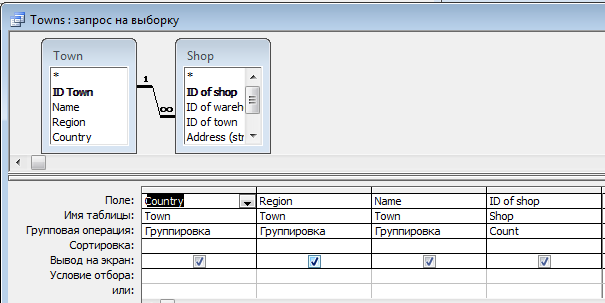 Towns : запрос на выборку
Town
*
ID Town
Name
Region
Country
1
∞
Shop
*
ID of shop
ID of wareh
ID of town
Address (str
Поле: Country Region Name ID of shop
Имя таблицы: Town Town Town Shop
Групповая операция: Группировка Группировка Группировка Count
Сортировка:
Вывод на экран:
Условие отбора:
или: